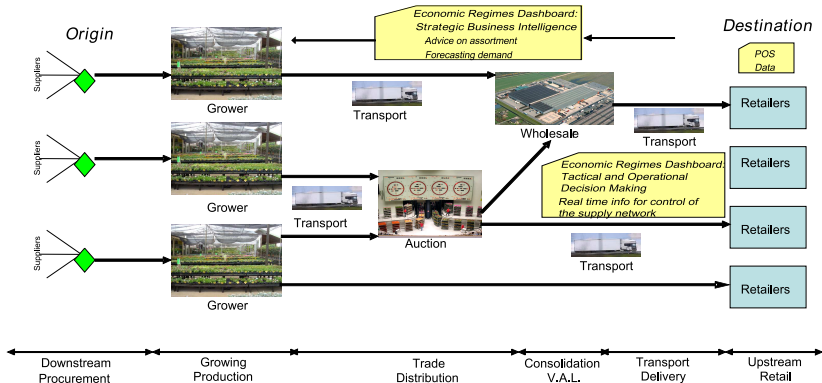 Origin
Economic Regimes Dashboard:
Strategic Business Intelligence
Advice on assortment
Forecasting demand
Destination
POS
Data
Suppliers
Grower
Transport
Wholesale
Transport
Retailers
Grower
Transport
Auction
Economic Regimes Dashboard:
Tactical and Operational
Decision Making
Real time info for control of
the supply network
Retailers
Suppliers
Transport
Retailers
Grower
Retailers
Downstream
Procurement
Growing
Production
Trade
Distribution
Consolidation
V.A.L.
Transport
Delivery
Upstream
Retail